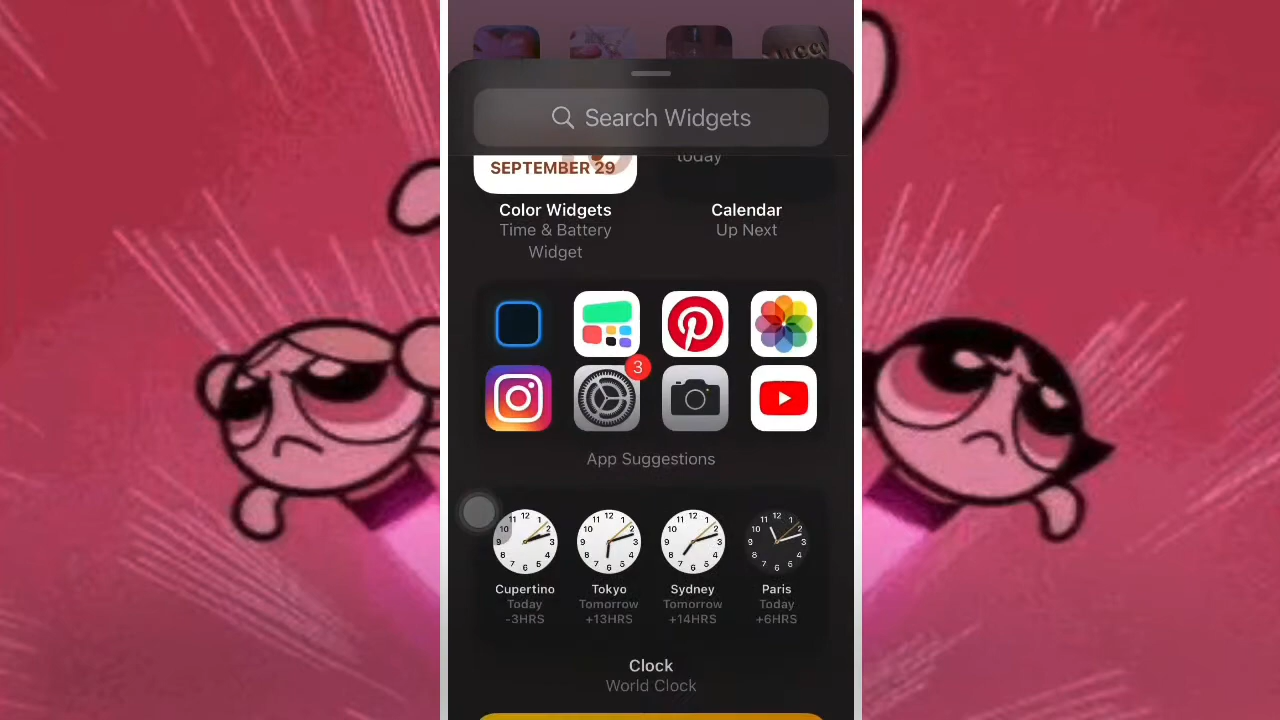 Search Widgets
SEPTEMBER 29
today
Color Widgets
Time & Battery
Widget
Calendar
Up Next
3
App Suggestions
Cupertino
Today
-3HRS
Tokyo
Tomorrow
+13HRS
Sydney
Tomorrow
+14HRS
Paris
Today
+6HRS
Clock
World Clock